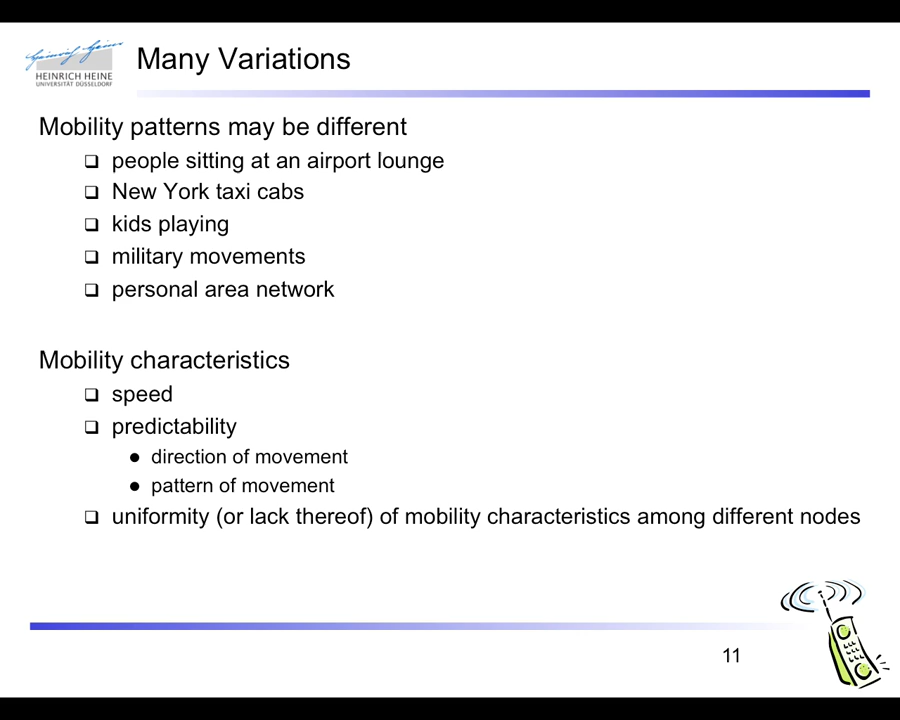 Heinrich Heine
HEINRICH HEINE
UNIVERSITÄT DÜSSELDORF
Many Variations
Mobility patterns may be different
people sitting at an airport lounge
New York taxi cabs
kids playing
military movements
personal area network
Mobility characteristics
speed
predictability
direction of movement
pattern of movement
uniformity (or lack thereof) of mobility characteristics among different nodes
11